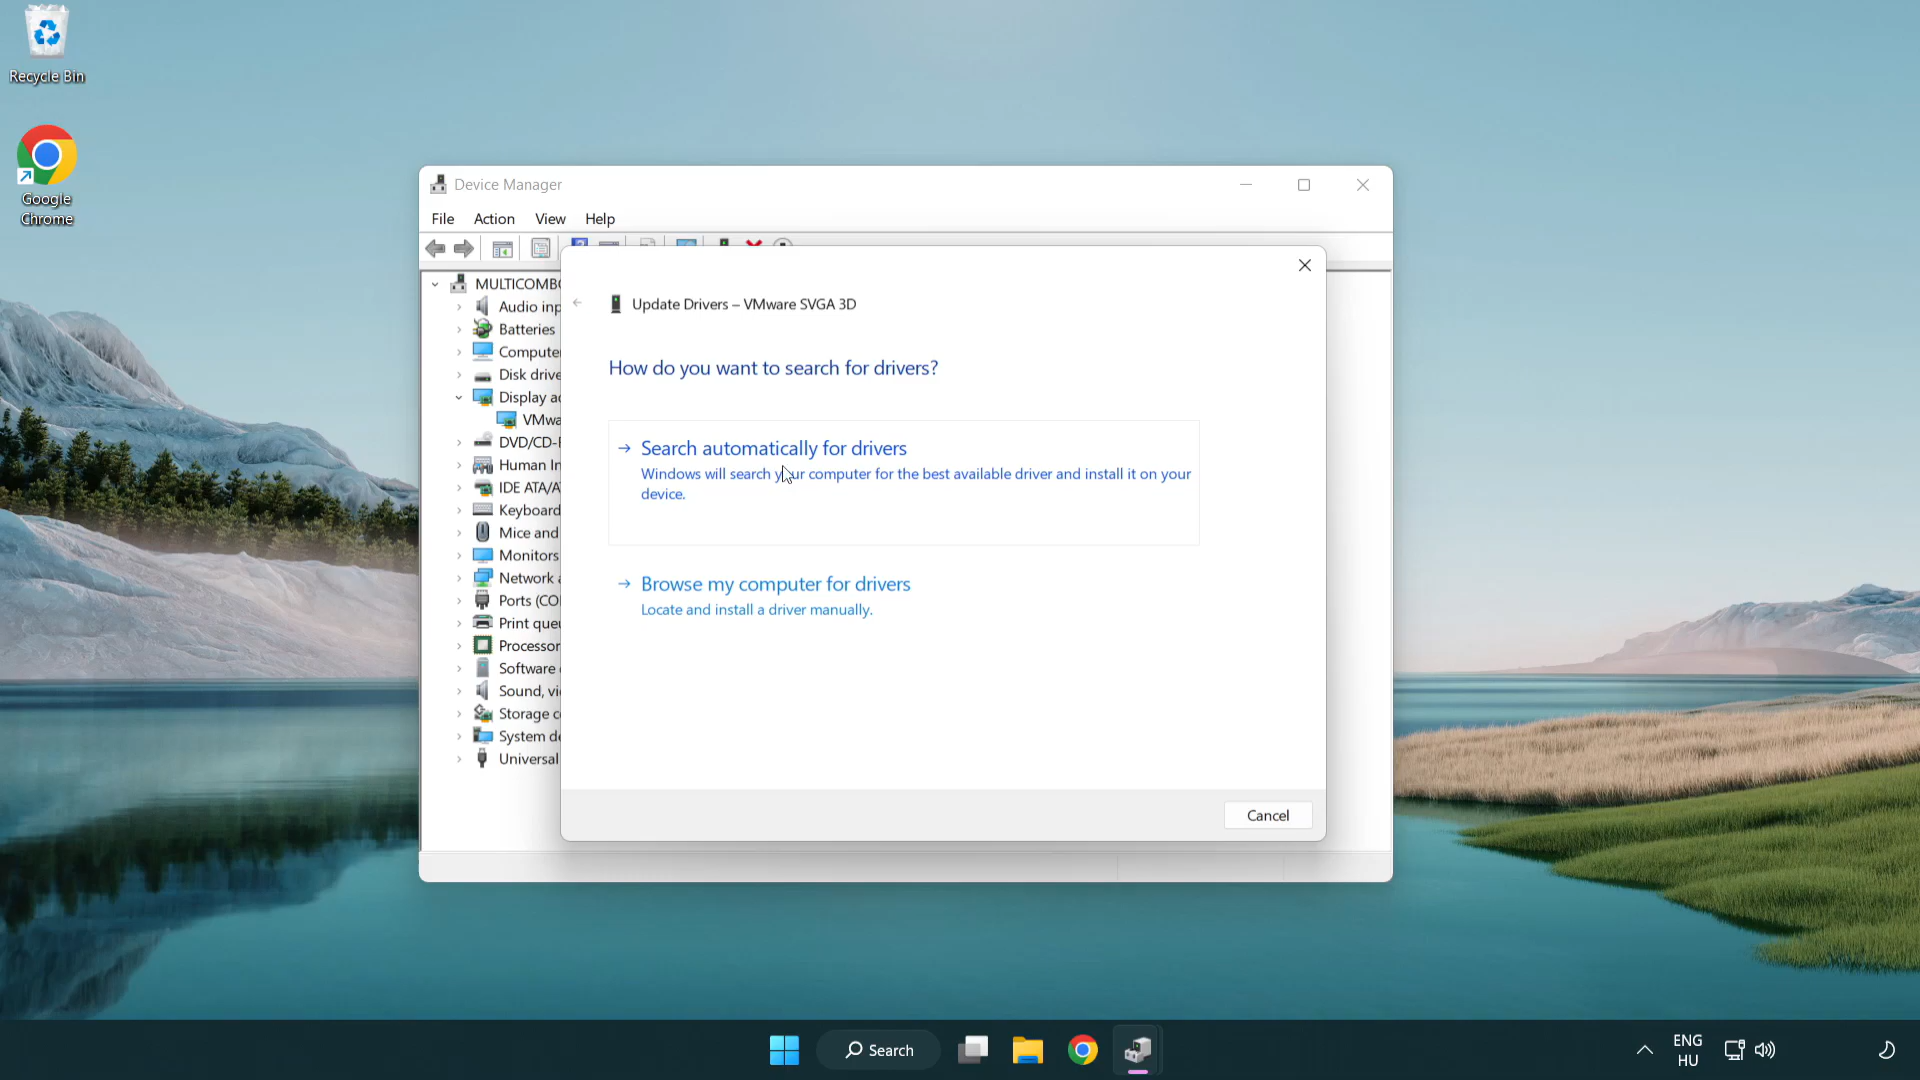 Recycle Bin
Google
Chrome
Device Manager
File Action View Help
MULTICOMBO
Audio inp
Batteries
Compute
Disk drive
Display a
VMwa
DVD/CD-R
Human In
IDE ATA/A
Keyboard
Mice and
Monitors
Network a
Ports (CO
Print que
Processor
Software
Sound, vi
Storage c
System de
Universal
Update Drivers – VMware SVGA 3D
How do you want to search for drivers?
Search automatically for drivers
Windows will search your computer for the best available driver and install it on your
device.
Browse my computer for drivers
Locate and install a driver manually.
Cancel
Search
ENG
HU